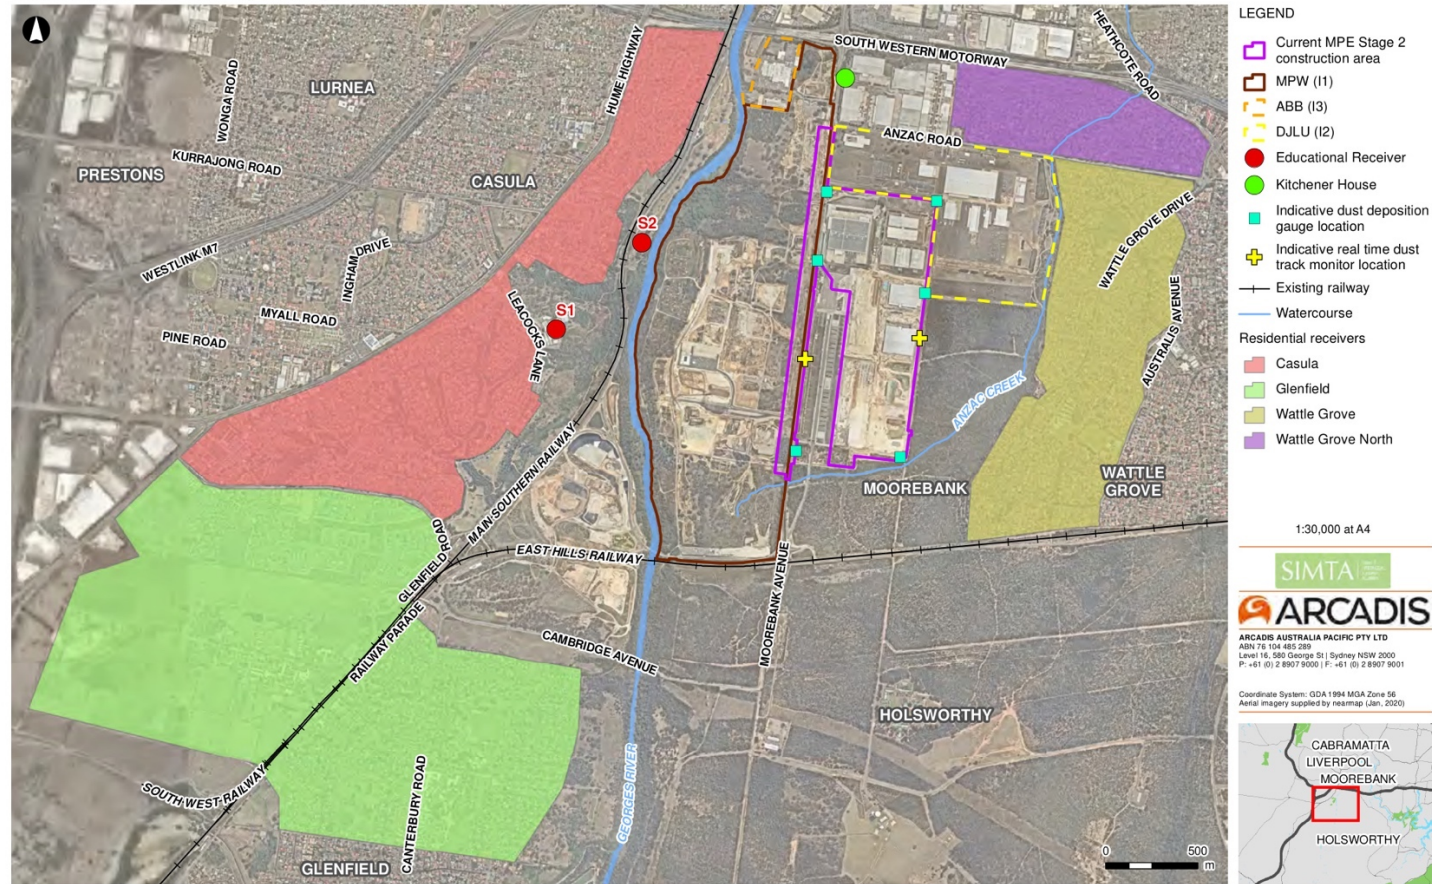 SOUTH WESTERN MOTORWAY
HEATHCOTE ROAD
HUME HIGHWAY
WONGA ROAD
LURNEA
ANZAC ROAD
KURRAJONG ROAD
PRESTONS
CASULA
WATTLE GROVE DRIVE
S2
WESTLINK M7
INGHAM DRIVE
AUSTRALIS AVENUE
LEACOCKS LANE
S1
MYALL ROAD
PINE ROAD
ANZAC CREEK
MAIN SOUTHERN RAILWAY
MOOREBANK
WATTLE
GROVE
GLENFIELD ROAD
EAST HILLS RAILWAY
MOOREBANK AVENUE
RAILWAY PARADE
CAMBRIDGE AVENUE
HOLSWORTHY
GEORGES RIVER
SOUTH WEST RAILWAY
CANTERBURY ROAD
GLENFIELD
0 500
m
LEGEND
Current MPE Stage 2
construction area
MPW (I1)
ABB (I3)
DJLU (I2)
Educational Receiver
Kitchener House
Indicative dust deposition
gauge location
Indicative real time dust
track monitor location
Existing railway
Watercourse
Residential receivers
Casula
Glenfield
Wattle Grove
Wattle Grove North
1:30,000 at A4
SIMTA
ARCADIS
ARCADIS AUSTRALIA PACIFIC PTY LTD
ABN 76 104 485 289
Level 16, 580 George St | Sydney NSW 2000
P: +61 (0) 2 8907 9000 | F: +61 (0) 2 8907 9001
Coordinate System: GDA 1994 MGA Zone 56
Aerial imagery supplied by nearmap (Jan, 2020)
CABRAMATTA
LIVERPOOL
MOOREBANK
HOLSWORTHY